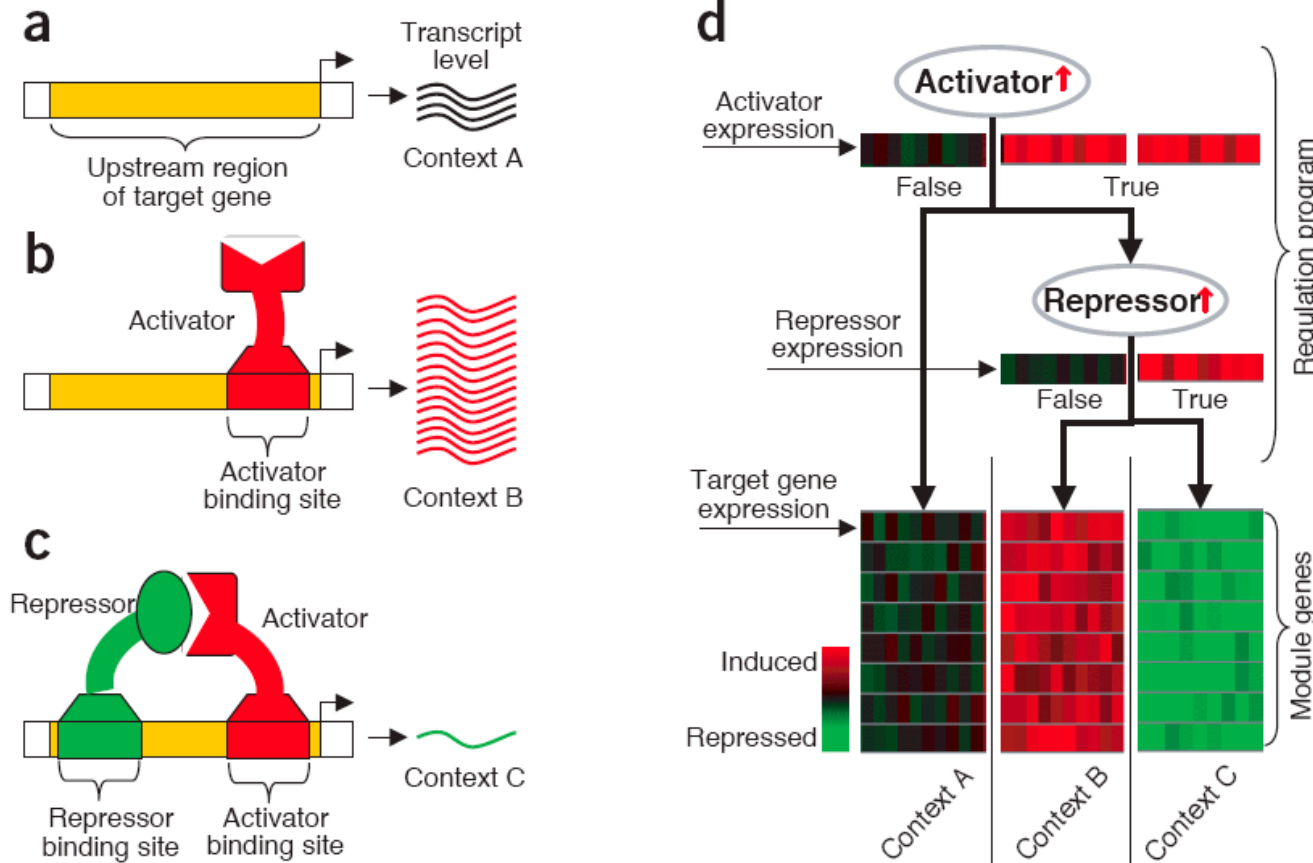 a
Transcript
level
Upstream region
of target gene
Context A
b
Activator
Activator
binding site
Context B
c
Repressor
Activator
Repressor
binding site
Activator
binding site
Context C
d
Activator
Activator
expression
False
True
Repressor
Repressor
expression
False
True
Regulation program
Target gene
expression
Induced
Repressed
Module genes
Context A
Context B
Context C